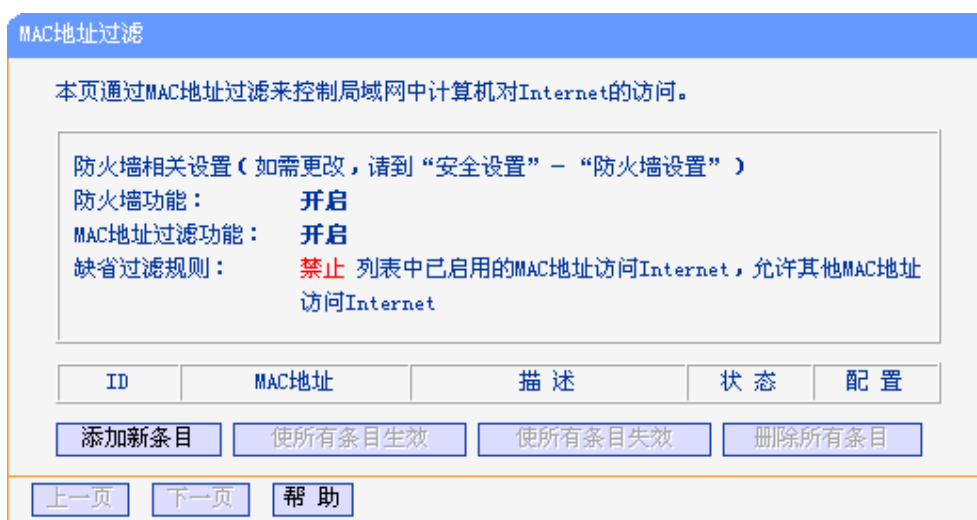 MAC地址过滤
本页通过MAC地址过滤来控制局域网中计算机对Internet的访问。
防火墙相关设置(如需更改,请到“安全设置”-“防火墙设置”)
防火墙功能: 开启
MAC地址过滤功能: 开启
缺省过滤规则: 禁止 列表中已启用的MAC地址访问Internet,允许其他MAC地址
访问Internet
ID MAC地址 描 述 状 态 配 置
添加新条目 使所有条目生效 使所有条目失效 删除所有条目
上一页 下一页 帮 助